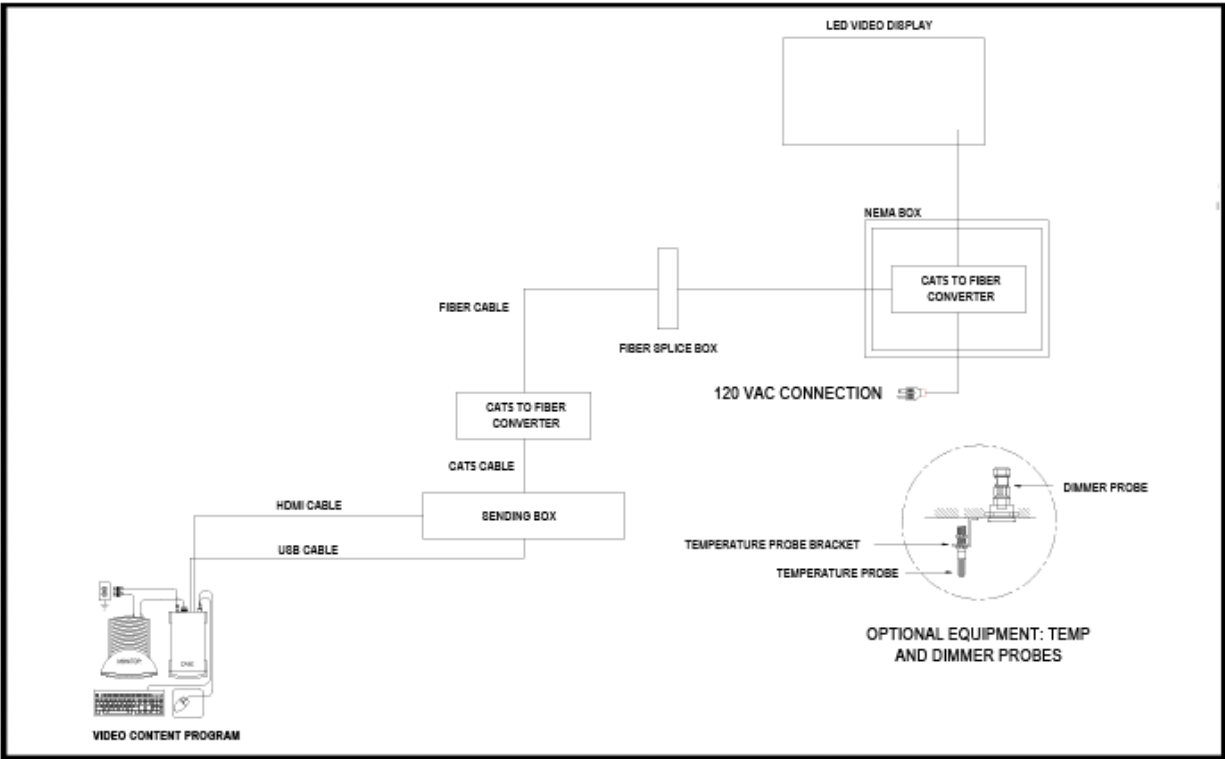 LED VIDEO DISPLAY
NEMA BOX
CAT5 TO FIBER
CONVERTER
FIBER CABLE
FIBER SPLICE BOX
120 VAC CONNECTION
CAT5 TO FIBER
CONVERTER
CAT5 CABLE
HDMI CABLE
SENDING BOX
USB CABLE
DIMMER PROBE
TEMPERATURE PROBE BRACKET
TEMPERATURE PROBE
OPTIONAL EQUIPMENT: TEMP
AND DIMMER PROBES
MONITOR
VIDEO CONTENT PROGRAM